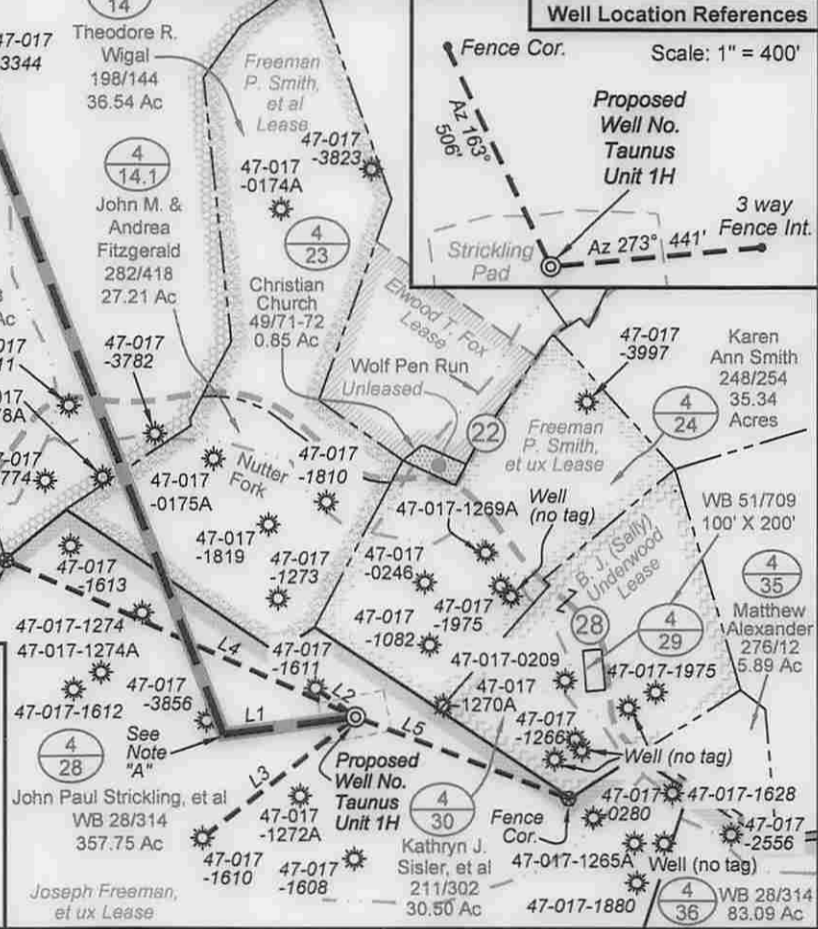 14
Theodore R.
Wigal
198/144
36.54 Ac
47-017
3344
Freeman
P. Smith,
et al
Lease
47-017
-3823
47-017
-0174A
4
14.1
John M. &
Andrea
Fitzgerald
282/418
27.21 Ac
4
23
Christian
Church
49/71-72
0.85 Ac
Well Location References
Fence Cor.
Scale: 1" = 400'
Az 163°
506'
Proposed
Well No.
Taunus
Unit 1H
3 way
Fence Int.
Az 273°
441'
Strickling
Pad
Elwood T. Fox
Lease
Wolf Pen Run
Unleased
22
47-017
-3782
47-017
-3997
Karen
Ann Smith
248/254
35.34
Acres
4
24
Freeman
P. Smith,
et ux Lease
Nutter
Fork
47-017
-0175A
47-017
-1810
47-017
-1819
47-017
-1273
47-017-1269A
Well
(no tag)
47-017
-0246
47-017
-1975
47-017
-1082
B. J. (Sally)
Underwood
Lease
WB 51/709
100' X 200'
4
35
Matthew
Alexander
276/12
5.89 Ac
28
4
29
47-017
-1613
47-017-1274
47-017-1274A
47-017-1612
47-017
-3856
L4
47-017
-1611
L2
L1
L5
L3
See
Note
"A"
47-017-0209
47-017
1270A
47-017-1975
47-017
-1266
Well (no tag)
4
28
John Paul Strickling, et al
WB 28/314
357.75 Ac
Proposed
Well No.
Taunus
Unit 1H
47-017
-1272A
47-017
-1610
47-017
-1608
4
30
Kathryn J.
Sisler, et al
211/302
30.50 Ac
Fence
Cor.
47-017
0280
47-017-1628
47-017
-2556
47-017-1265A
Well (no tag)
47-017-1880
4
36
WB 28/314
83.09 Ac
Joseph Freeman,
et ux Lease